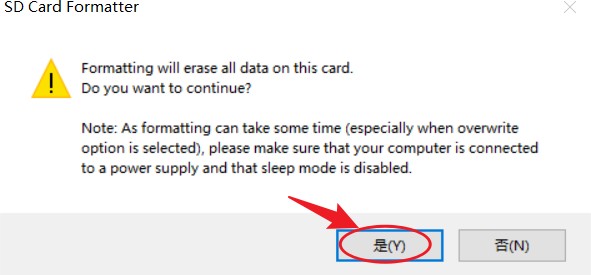 SD Card Formatter
Formatting will erase all data on this card.
Do you want to continue?
Note: As formatting can take some time (especially when overwrite
option is selected), please make sure that your computer is connected
to a power supply and that sleep mode is disabled.
是(Y)
否(N)